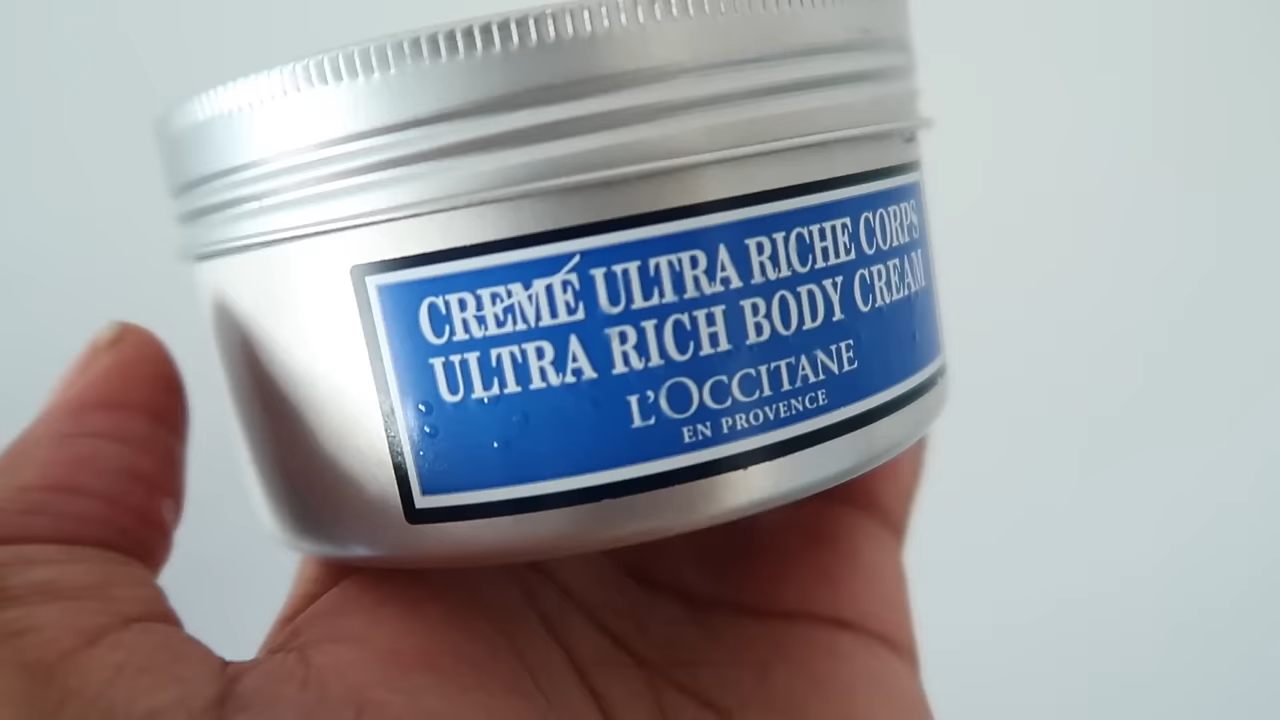 CREMÉ ULTRA RICHE CORPS
ULTRA RICH BODY CREAM
L'OCCITANE
EN PROVENCE